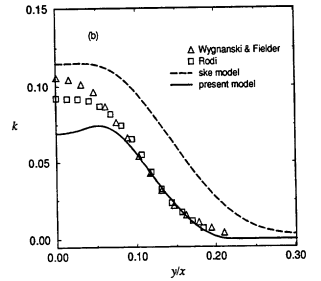 0.15
(b)
Wygnanski & Fielder
Rodi
ske model
present model
0.10
k
0.05
0.00
0.00
0.10
0.20
0.30
y/x